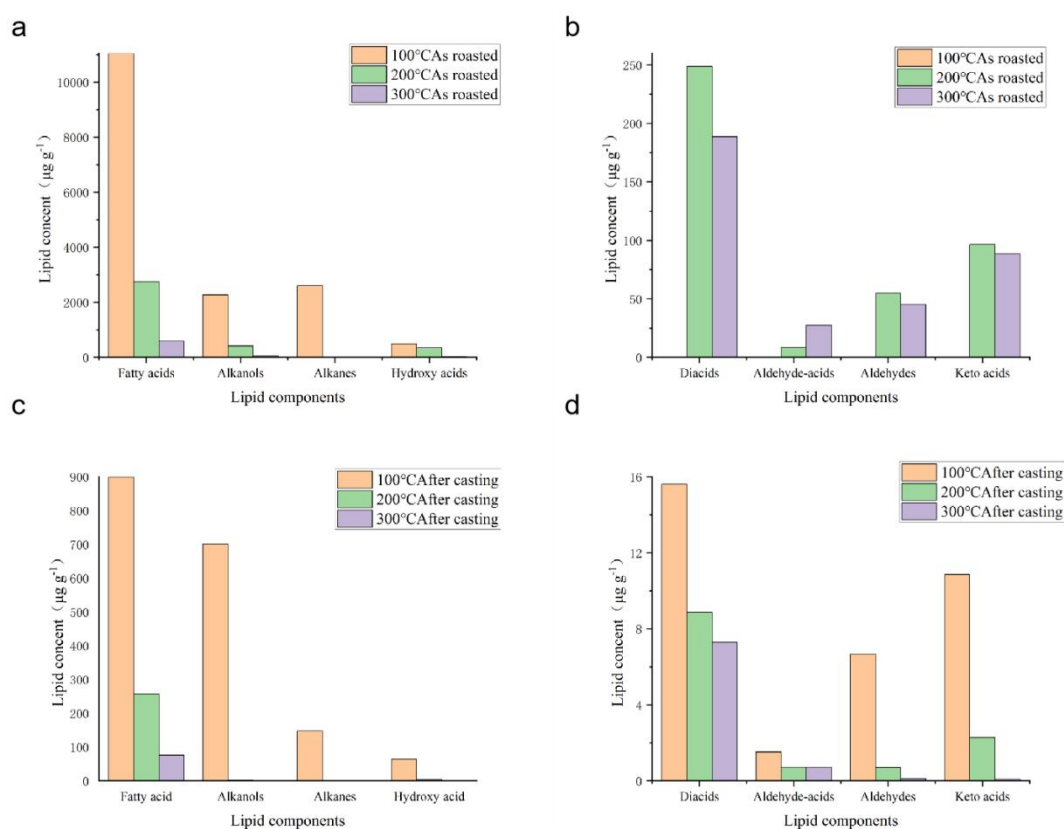 a
100°CAs roasted
200°CAs roasted
300°CAs roasted
10000
8000
6000
4000
2000
0
Lipid concent（μg g⁻¹）
Fatty acids Alkanols Alkanes Hydroxy acids
Lipid components
b
100°CAs roasted
200°CAs roasted
300°CAs roasted
250
200
150
100
50
0
Lipid concent（μg g⁻¹）
Diacids Aldehyde-acids Aldehydes Keto acids
Lipid components
c
100°CAfter casting
200°CAfter casting
300°CAfter casting
900
800
700
600
500
400
300
200
100
0
Lipid concent（μg g⁻¹）
Fatty acid Alkanols Alkanes Hydroxy acid
Lipid components
d
100°CAfter casting
200°CAfter casting
300°CAfter casting
16
12
8
4
0
Lipid concent（μg g⁻¹）
Diacids Aldehyde-acids Aldehydes Keto acids
Lipid components